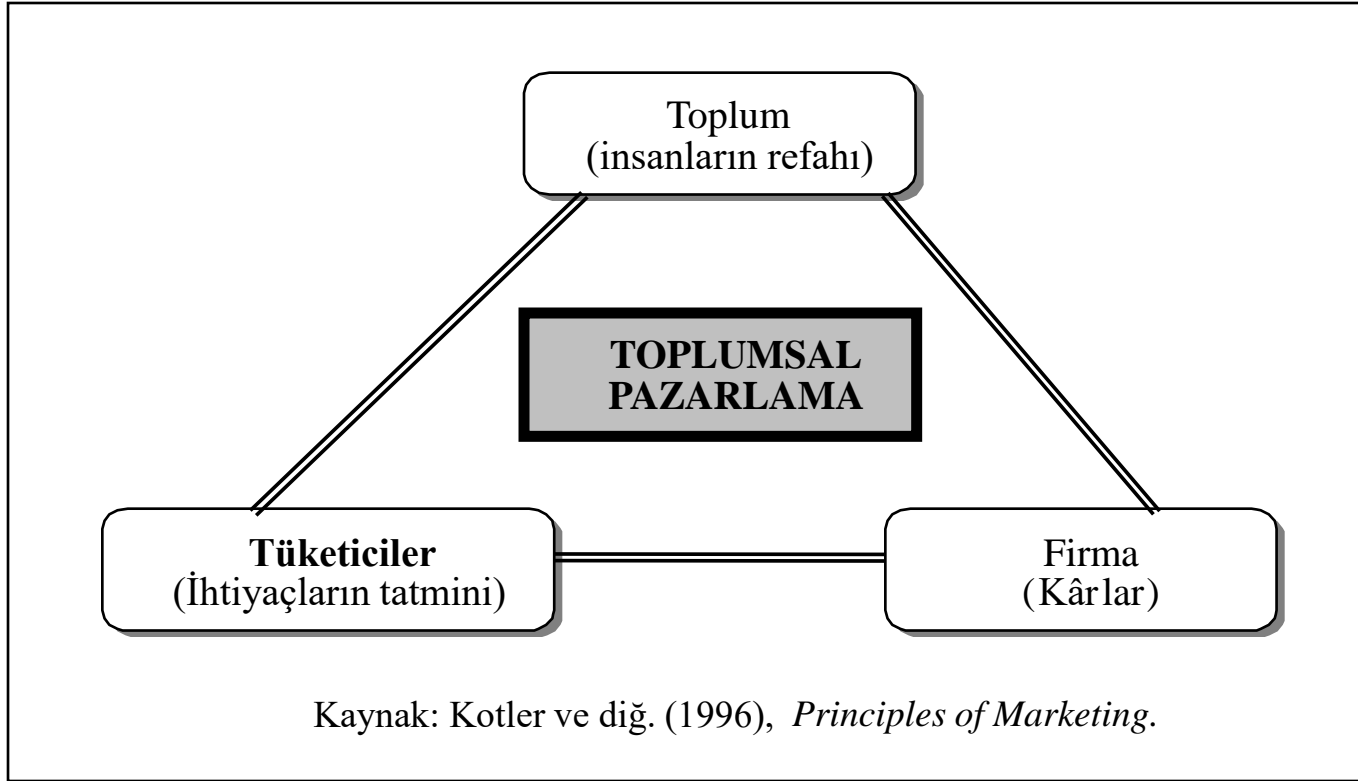 Toplum
(insanların refahı)
TOPLUMSAL
PAZARLAMA
Tüketiciler
(İhtiyaçların tatmini)
Firma
(Kârlar)
Kaynak: Kotler ve diğ. (1996), Principles of Marketing.